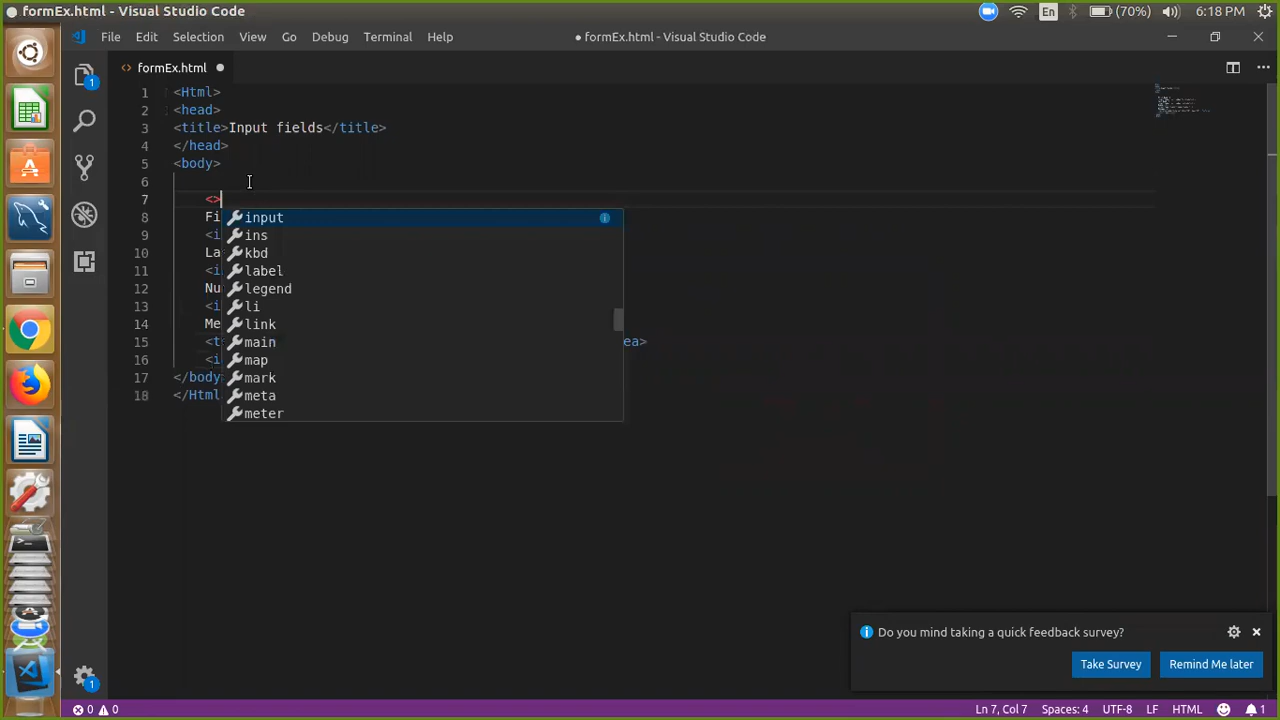 formEx.html - Visual Studio Code
En
(70%)
6:18 PM
File Edit Selection View Go Debug Terminal Help
● formEx.html - Visual Studio Code
<> formEx.html ●
1 <Html>
2 <head>
3 <title>Input fields</title>
4 </head>
5 <body>
6
7 <>
8 Fi
9 <i
10 La
11 <i
12 Nu
13 <i
14 Me
15 <t ea>
16 <i
17 </body
18 </Html
input
ins
kbd
label
legend
li
link
main
map
mark
meta
meter
1
1
Do you mind taking a quick feedback survey?
Take Survey Remind Me later
0 0 Ln 7, Col 7 Spaces: 4 UTF-8 LF HTML 1